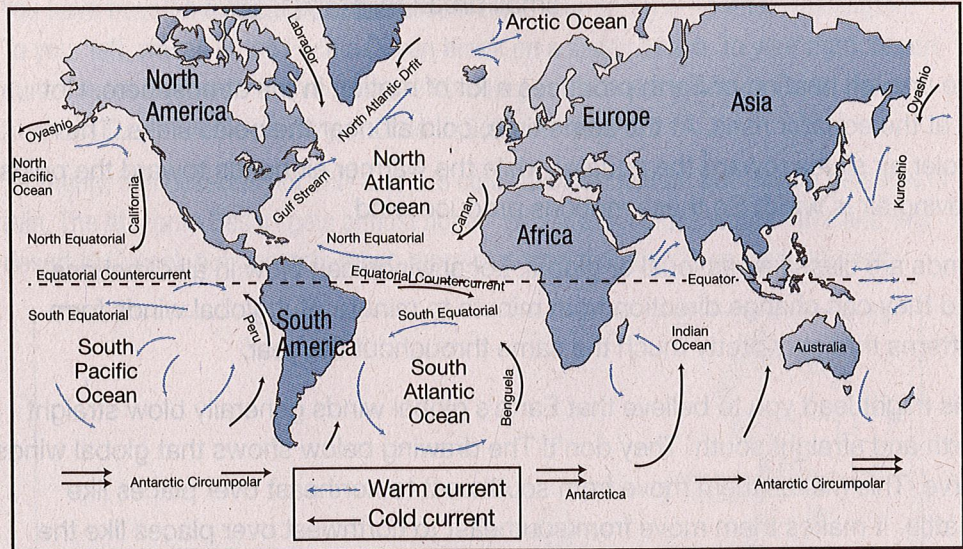 Arctic Ocean
Labrador
North Atlantic Drfit
North
America
Europe
Asia
Oyashio
Oyashio
North
Pacific
Ocean
California
Gulf Stream
North
Atlantic
Ocean
Canary
Kuroshio
North Equatorial
North Equatorial
Africa
Equatorial Countercurrent
Equatorial Countercurrent
Equator
South Equatorial
South Equatorial
Peru
South
America
South
Pacific
Ocean
South
Atlantic
Ocean
Benguela
Indian
Ocean
Australia
Antarctic Circumpolar
Antarctica
Antarctic Circumpolar
Warm current
Cold current